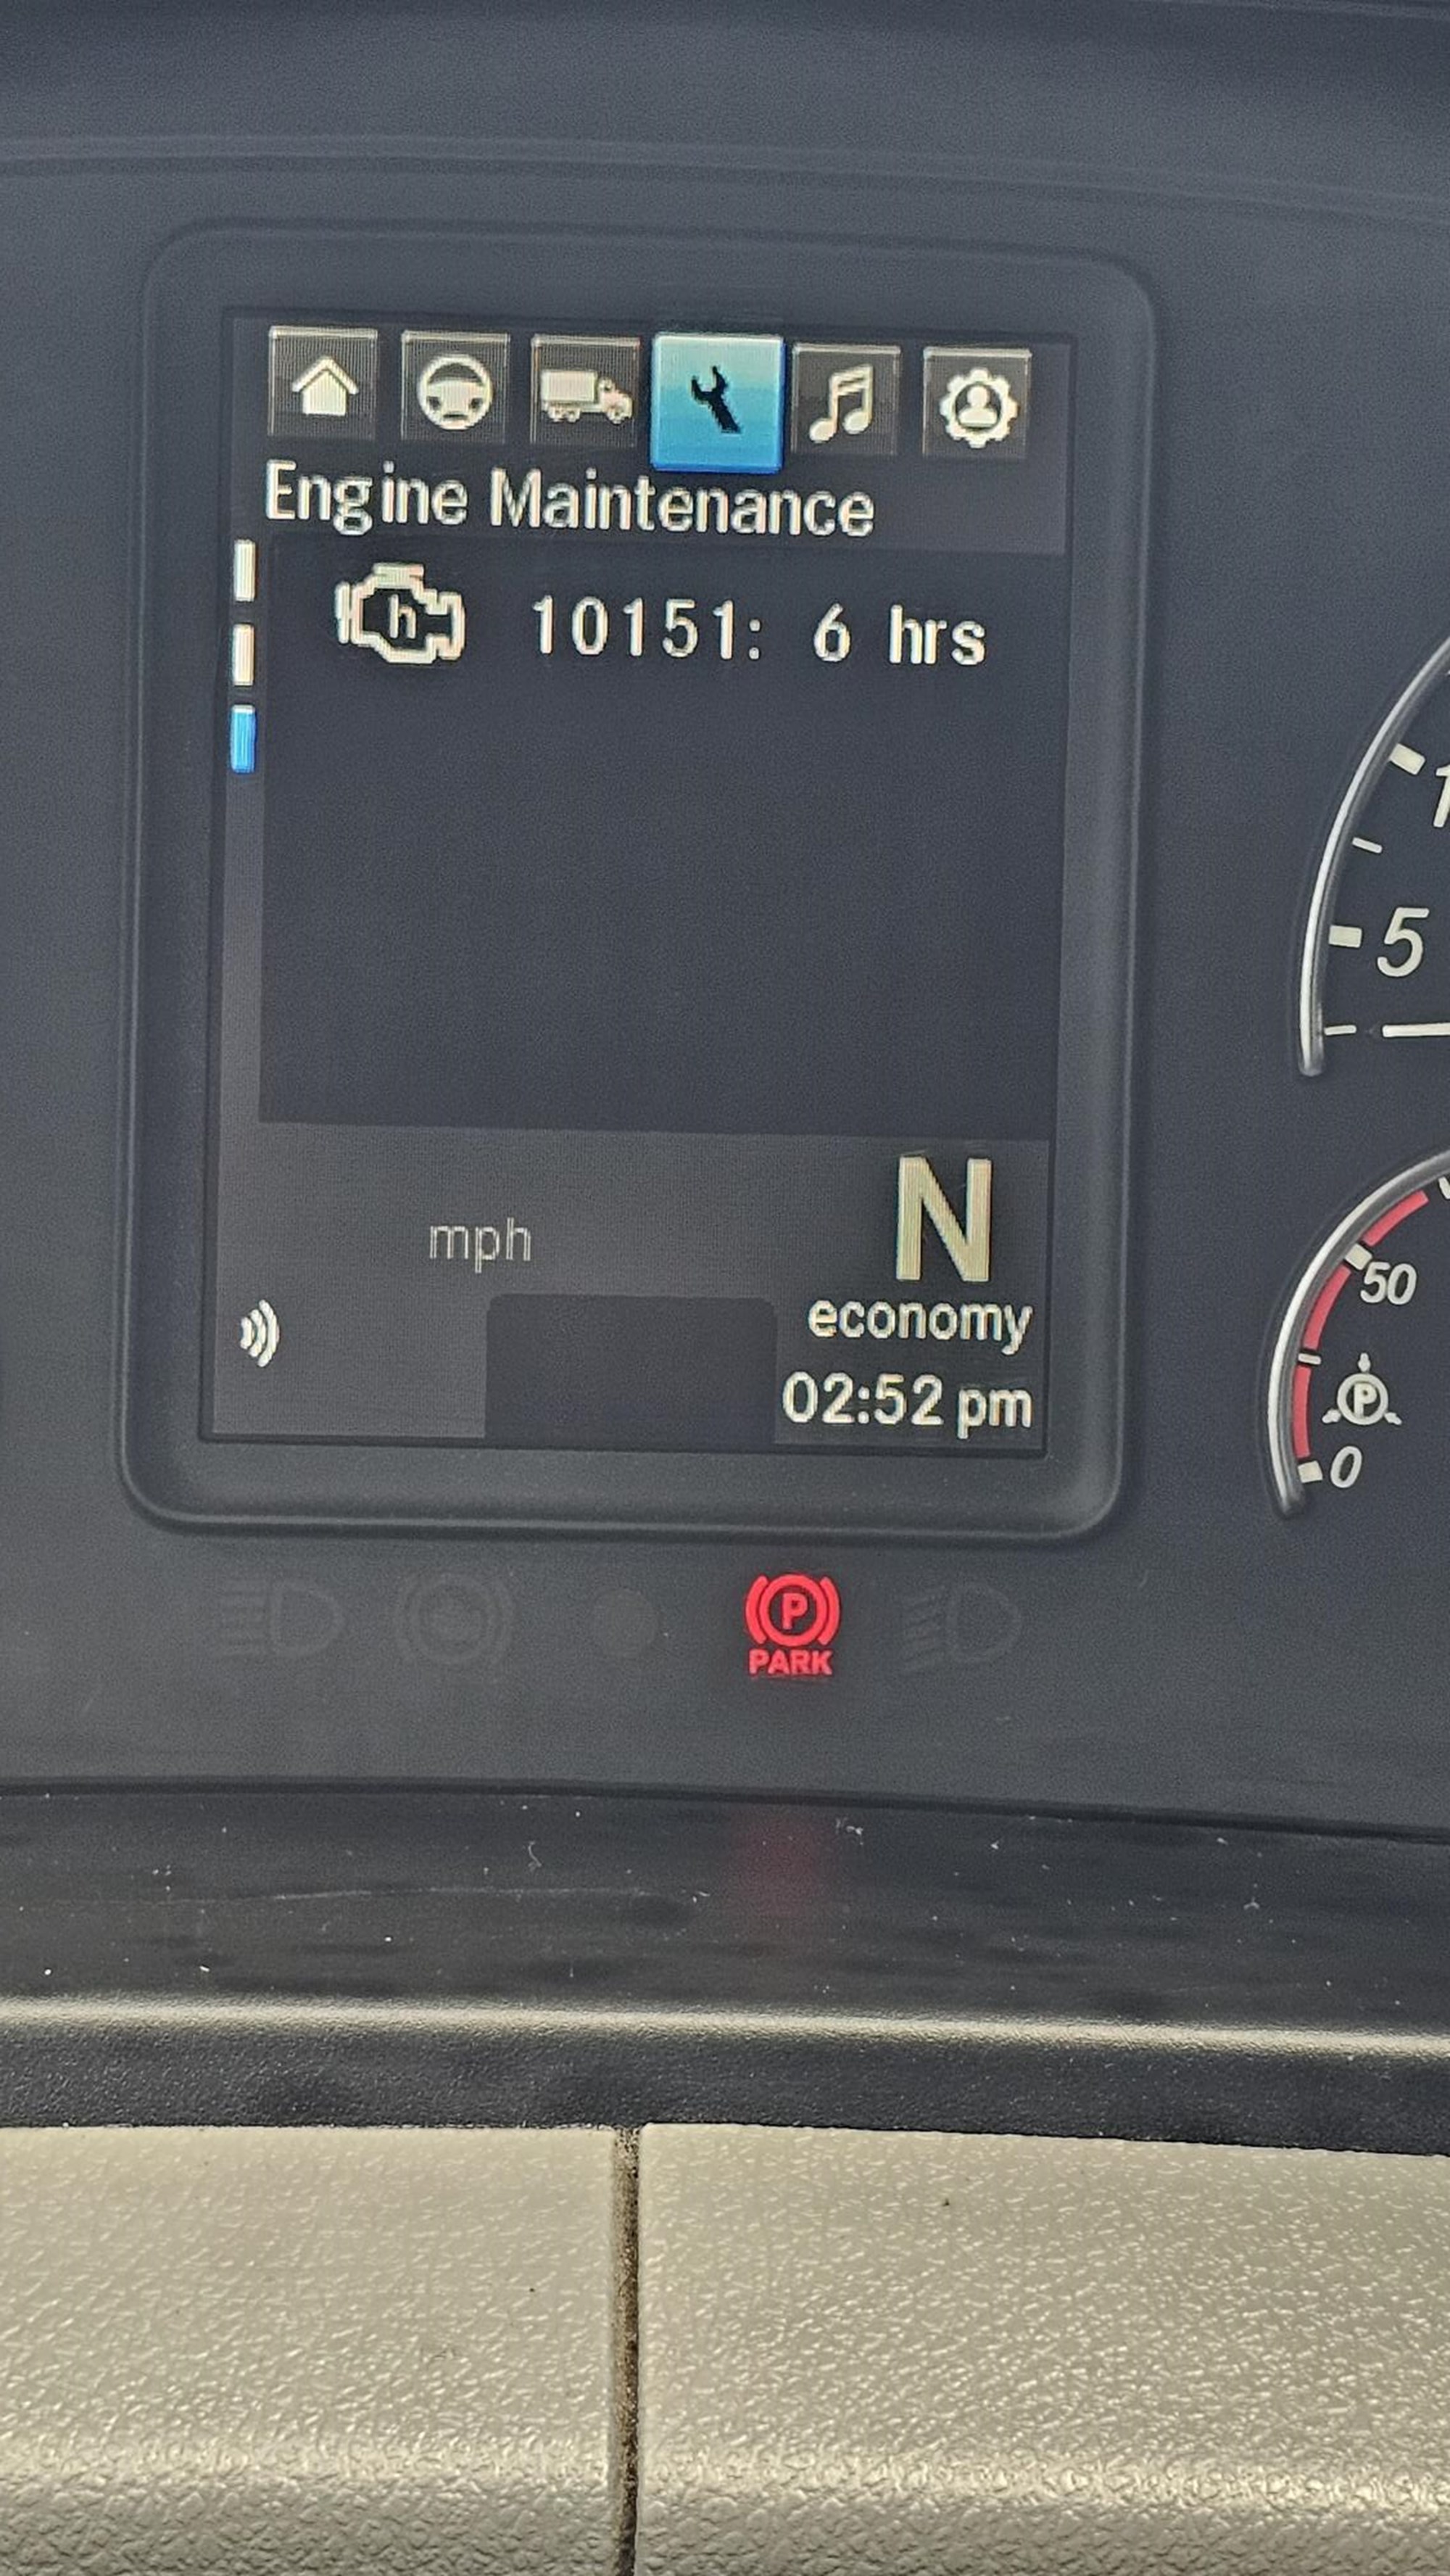 Engine Maintenance
h 10151: 6 hrs
5
mph
N
economy
02:52 pm
50
P
0
P
PARK